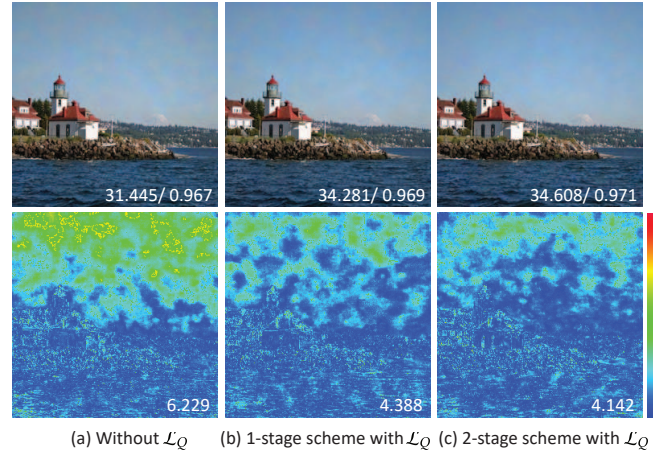 31.445/ 0.967 34.281/ 0.969 34.608/ 0.971
6.229 4.388 4.142
(a) Without ℒ_Q (b) 1-stage scheme with ℒ_Q (c) 2-stage scheme with ℒ_Q